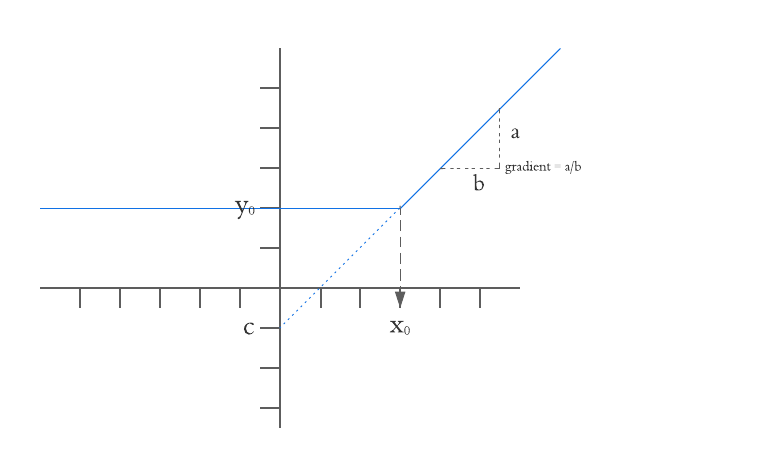 a
gradient = a/b
b
y₀
c
x₀